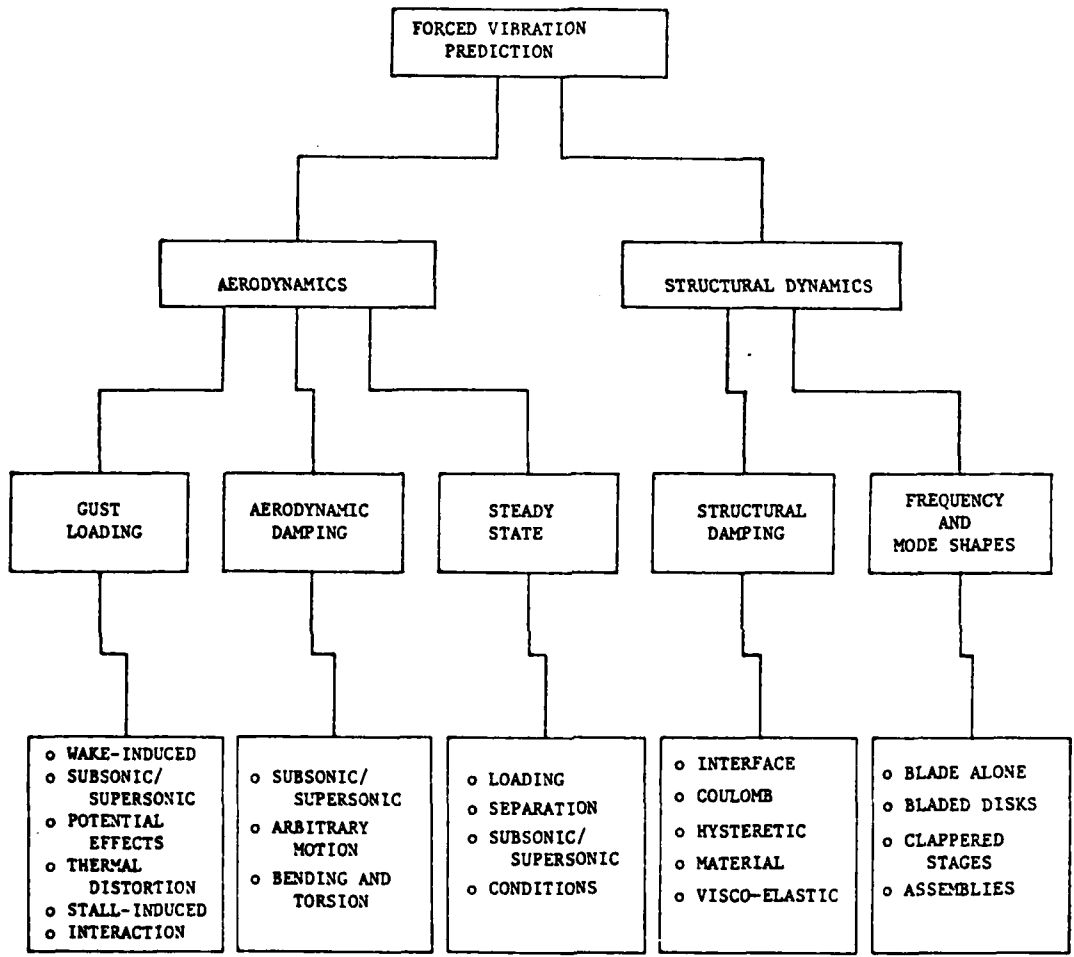 FORCED VIBRATION
PREDICTION
AERODYNAMICS
STRUCTURAL DYNAMICS
GUST
LOADING
AERODYNAMIC
DAMPING
STEADY
STATE
STRUCTURAL
DAMPING
FREQUENCY
AND
MODE SHAPES
o WAKE-INDUCED
o SUBSONIC/
SUPERSONIC
o POTENTIAL
EFFECTS
o THERMAL
DISTORTION
o STALL-INDUCED
o INTERACTION
o SUBSONIC/
SUPERSONIC
o ARBITRARY
MOTION
o BENDING AND
TORSION
o LOADING
o SEPARATION
o SUBSONIC/
SUPERSONIC
o CONDITIONS
o INTERFACE
o COULOMB
o HYSTERETIC
o MATERIAL
o VISCO-ELASTIC
o BLADE ALONE
o BLADED DISKS
o CLAPPERED
STAGES
o ASSEMBLIES